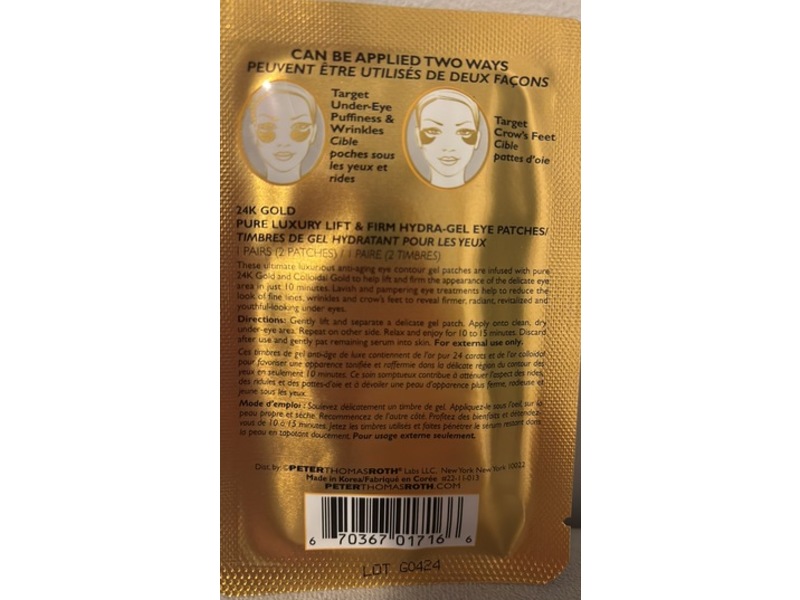 CAN BE APPLIED TWO WAYS
PEUVENT ÊTRE UTILISÉS DE DEUX FAÇONS
Target
Under-Eye
Puffiness &
Wrinkles
Cible
poches sous
les yeux et
rides
Target
Crow's Feet
Cible
pattes d'oie
24K GOLD
PURE LUXURY LIFT & FIRM HYDRA-GEL EYE PATCHES/
TIMBRES DE GEL HYDRATANT POUR LES YEUX
1 PAIRS (2 PATCHES) / 1 PAIRE (2 TIMBRES)
These ultimate luxurious anti-aging eye contour gel patches are infused with pure
24K Gold and Colloidal Gold to help lift and firm the appearance of the delicate eye
area in just 10 minutes. Lavish and pampering eye treatments help to reduce the
look of fine lines, wrinkles and crow's feet to reveal firmer, radiant, revitalized and
youthful-looking under eyes.
Directions: Gently lift and separate a delicate gel patch. Apply onto clean, dry
under-eye area. Repeat on other side. Relax and enjoy for 10 to 15 minutes. Discard
after use and gently pat remaining serum into skin. For external use only.
Ces timbres de gel anti-âge de luxe contiennent de l'or pur 24 carats et de l'or colloïdal
pour favoriser une apparence tonifiée et raffermie dans la délicate région du contour des
yeux en seulement 10 minutes. Ce soin somptueux contribue à atténuer l'aspect des rides,
des ridules et des pattes-d'oie et à dévoiler une peau d'apparence plus ferme, radieuse et
jeune sous les yeux.
Mode d'emploi : Soulevez délicatement un timbre de gel. Appliquez-le sous l'oeil, sur la
peau propre et sèche. Recommencez de l'autre côté. Profitez des bienfaits et détendez-
vous de 10 à 15 minutes. Jetez les timbres utilisés et faites pénétrer le sérum restant dans
la peau en tapotant doucement. Pour usage externe seulement.
Dist. by ©PETERTHOMASROTH® Labs LLC, New York New York 10022
Made in Korea/Fabriqué en Corée #22-11-013
PETERTHOMASROTH.COM
6 70367 01716 6
LOT G0424